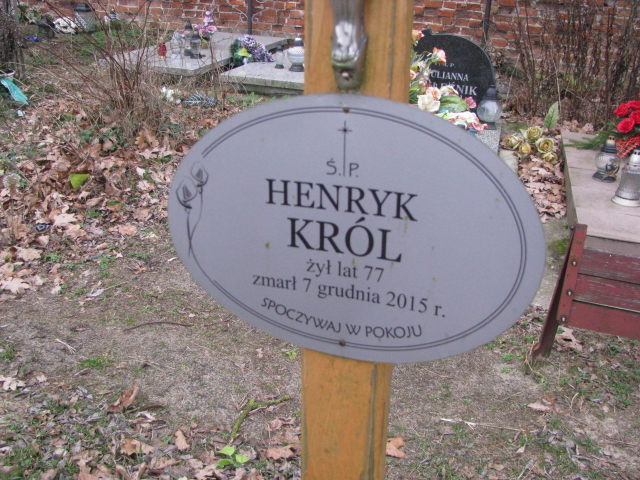 Ś.P.
HENRYK
KRÓL
żył lat 77
zmarł 7 grudnia 2015 r.
SPOCZYWAJ W POKOJU